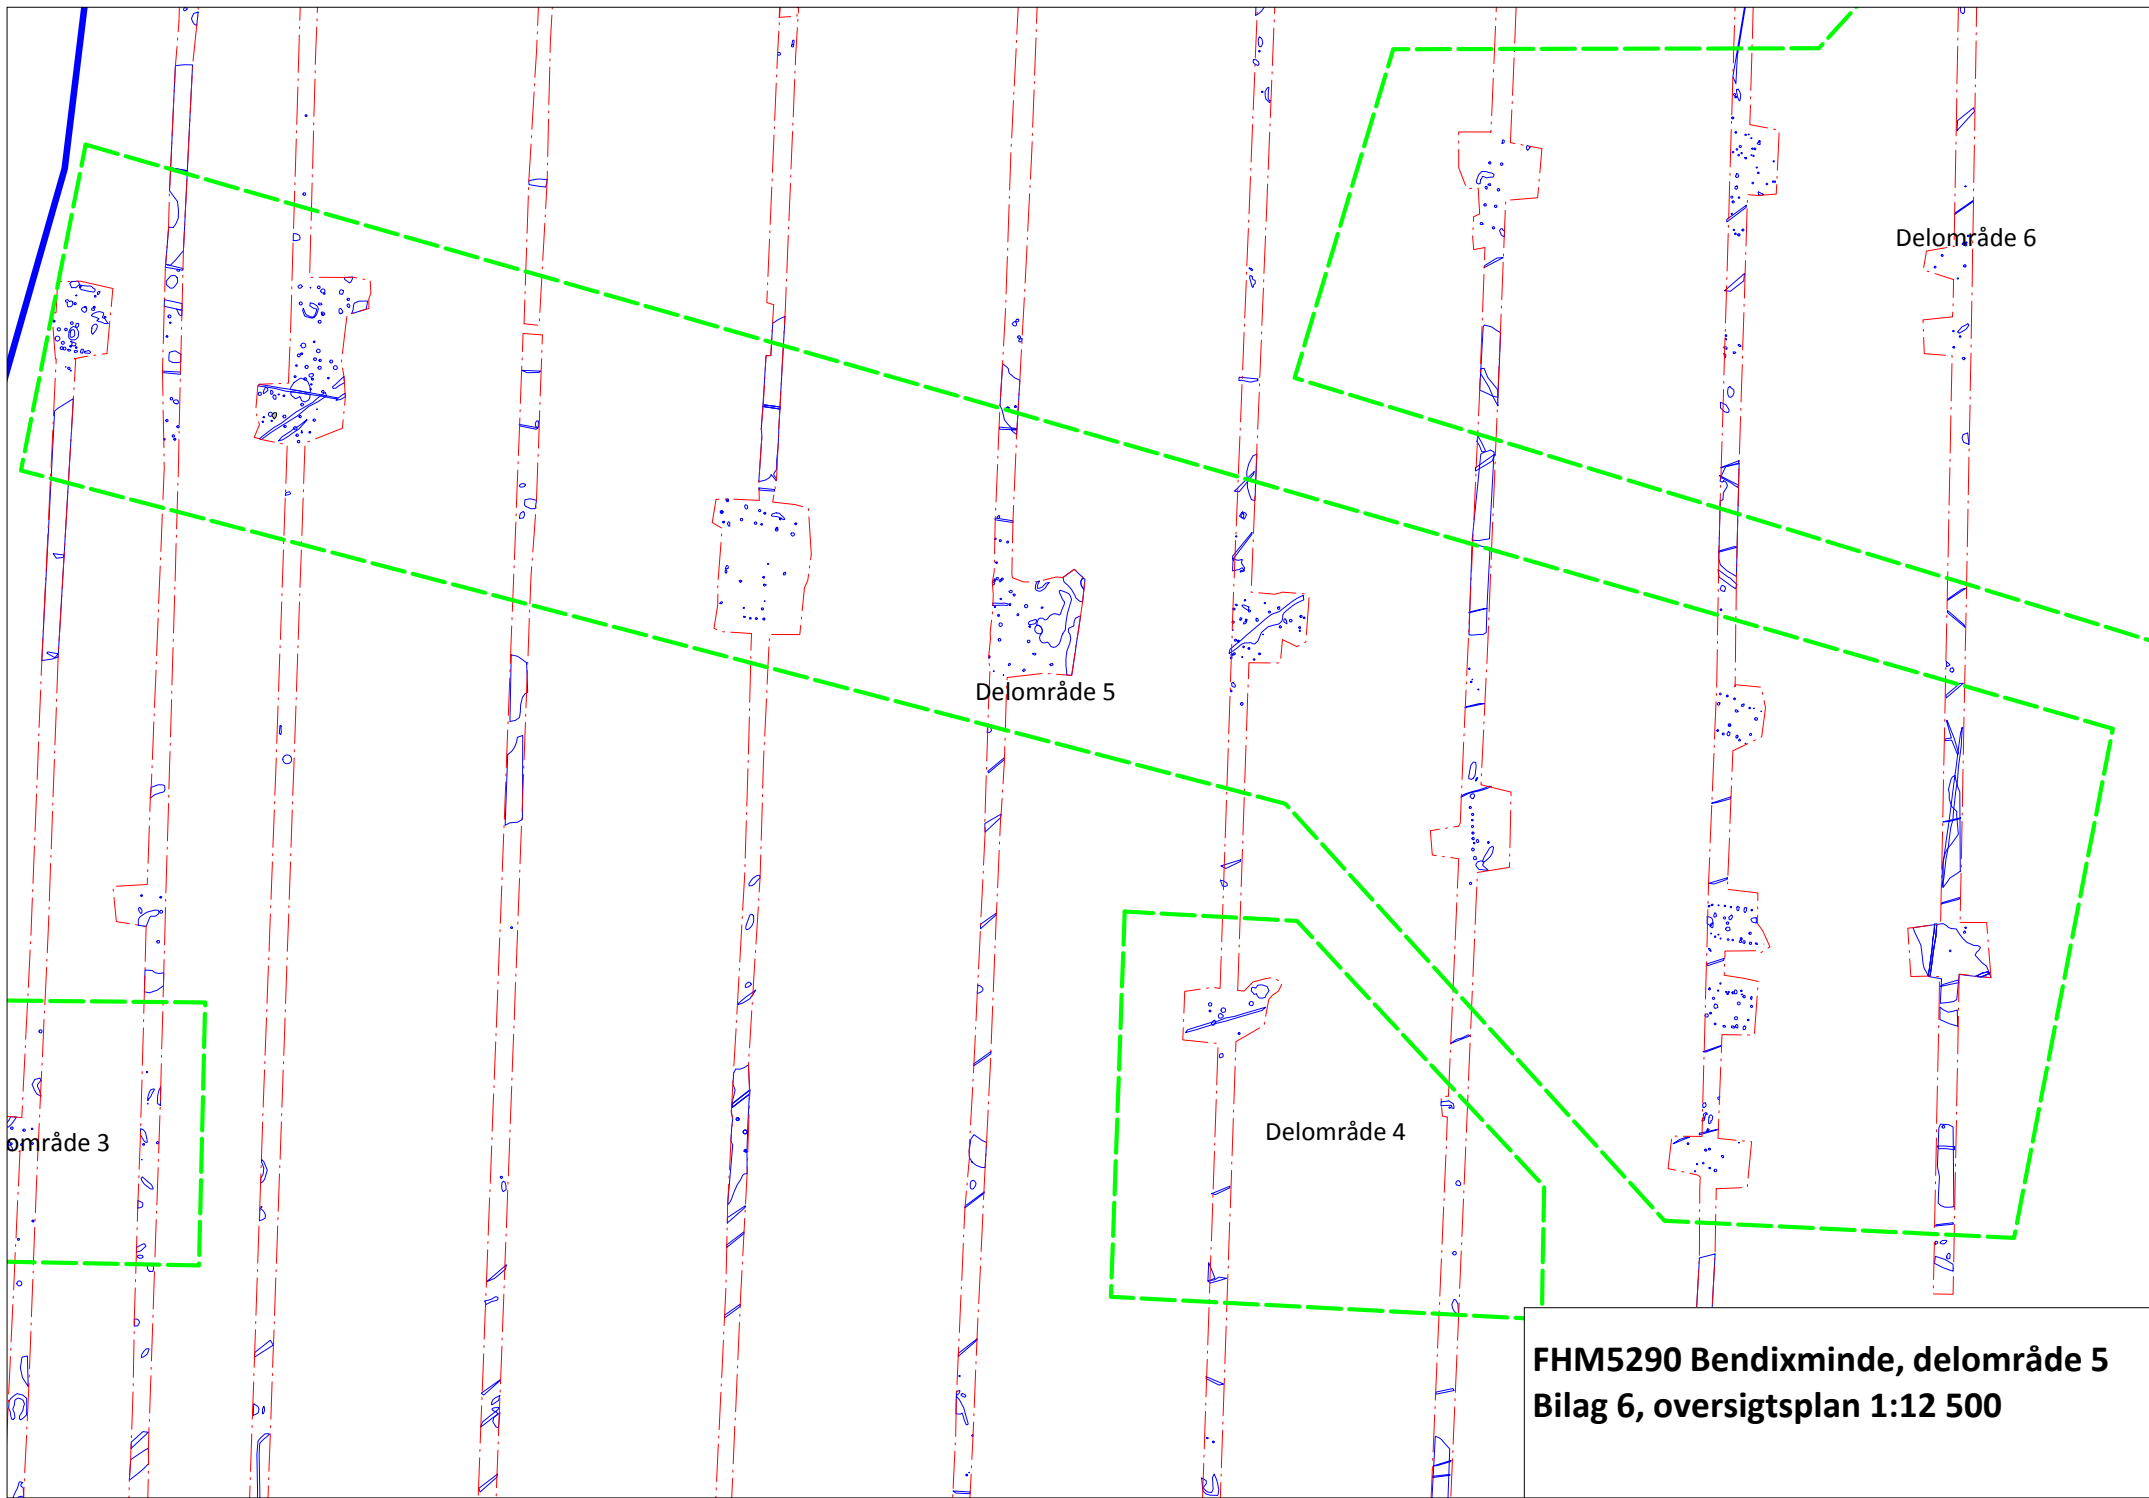 Delområde 6
Delområde 5
Delområde 4
område 3
FHM5290 Bendixminde, delområde 5
Bilag 6, oversigtsplan 1:12 500